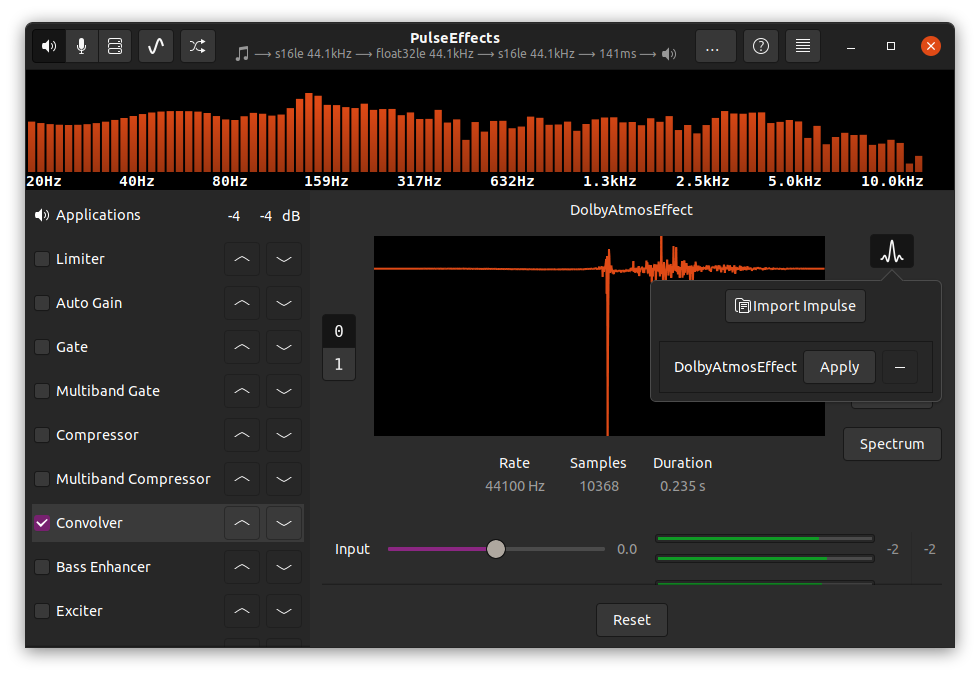 PulseEffects
s16le 44.1kHz ⟶ float32le 44.1kHz ⟶ s16le 44.1kHz ⟶ 141ms ⟶
...
20Hz 40Hz 80Hz 159Hz 317Hz 632Hz 1.3kHz 2.5kHz 5.0kHz 10.0kHz
Applications -4 -4 dB
Limiter
Auto Gain
Gate
Multiband Gate
Compressor
Multiband Compressor
Convolver
Bass Enhancer
Exciter
DolbyAtmosEffect
0
1
Import Impulse
DolbyAtmosEffect Apply
Spectrum
Rate Samples Duration
44100 Hz 10368 0.235 s
Input 0.0 -2 -2
Reset